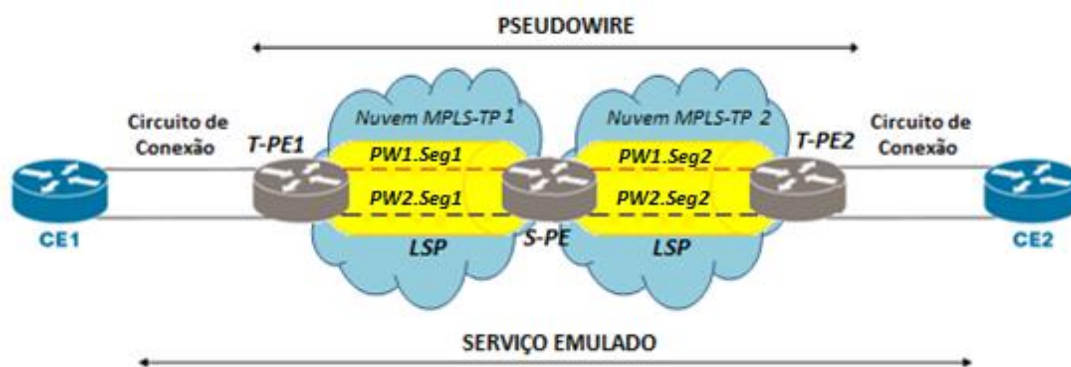 PSEUDOWIRE
Nuvem MPLS-TP 1
Nuvem MPLS-TP 2
Circuito de
Conexão
T-PE1
T-PE2
Circuito de
Conexão
PW1.Seg1
PW1.Seg2
PW2.Seg1
PW2.Seg2
CE1
LSP
S-PE
LSP
CE2
SERVIÇO EMULADO